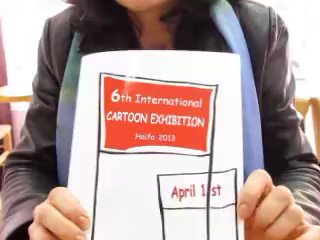 6th International
CARTOON EXHIBITION
Haifa 2013
April 1st